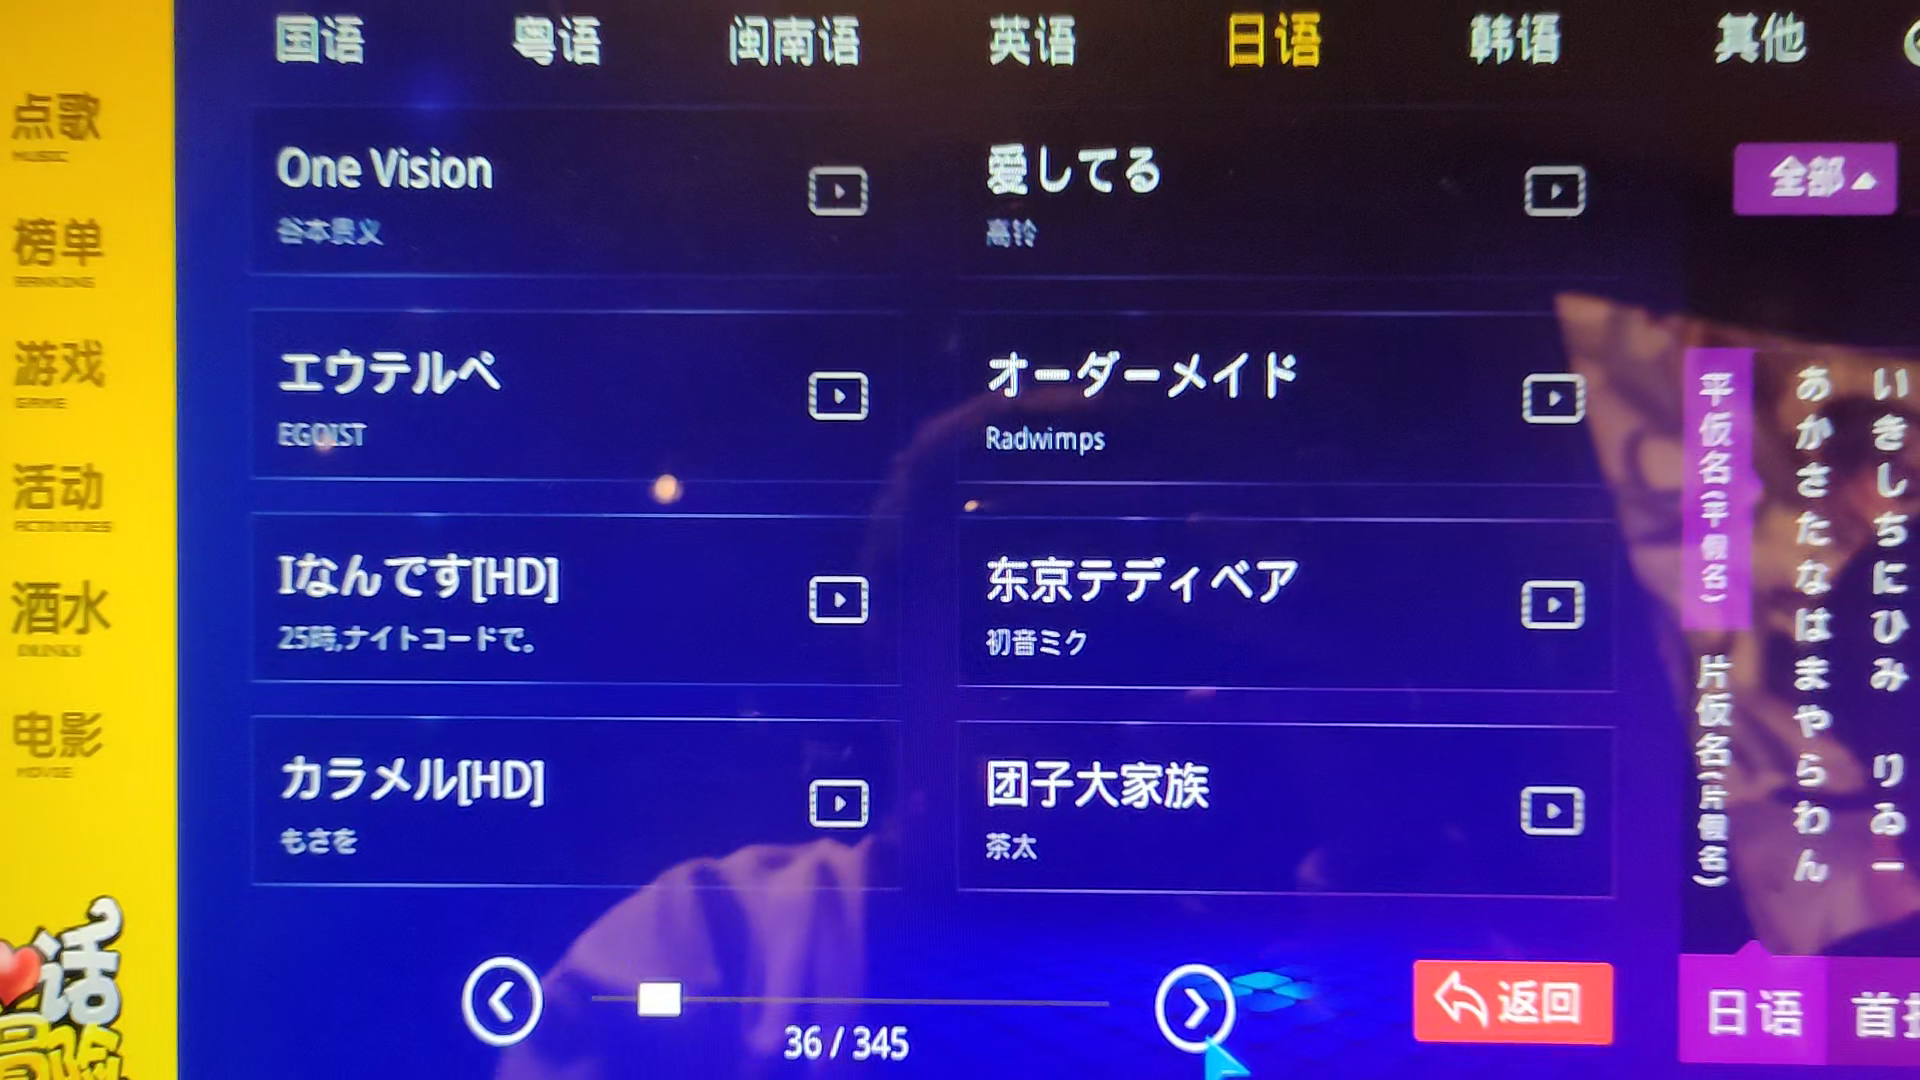 国语 粤语 闽南语 英语 日语 韩语 其他
点歌
MUSIC
榜单
RANKING
游戏
GAME
活动
ACTIVITIES
酒水
DRINKS
电影
MOVIE
One Vision
谷本贵义
爱してる
高铃
エウテルペ
EGOIST
オーダーメイド
Radwimps
Iなんです[HD]
25時,ナイトコードで。
东京テディベア
初音ミク
カラメル[HD]
もさを
团子大家族
茶太
全部
平仮名(平假名)
片仮名(片假名)
あかさたなはまやらわん
いきしちにひみ りゐー
36 / 345
返回
日语
首
话